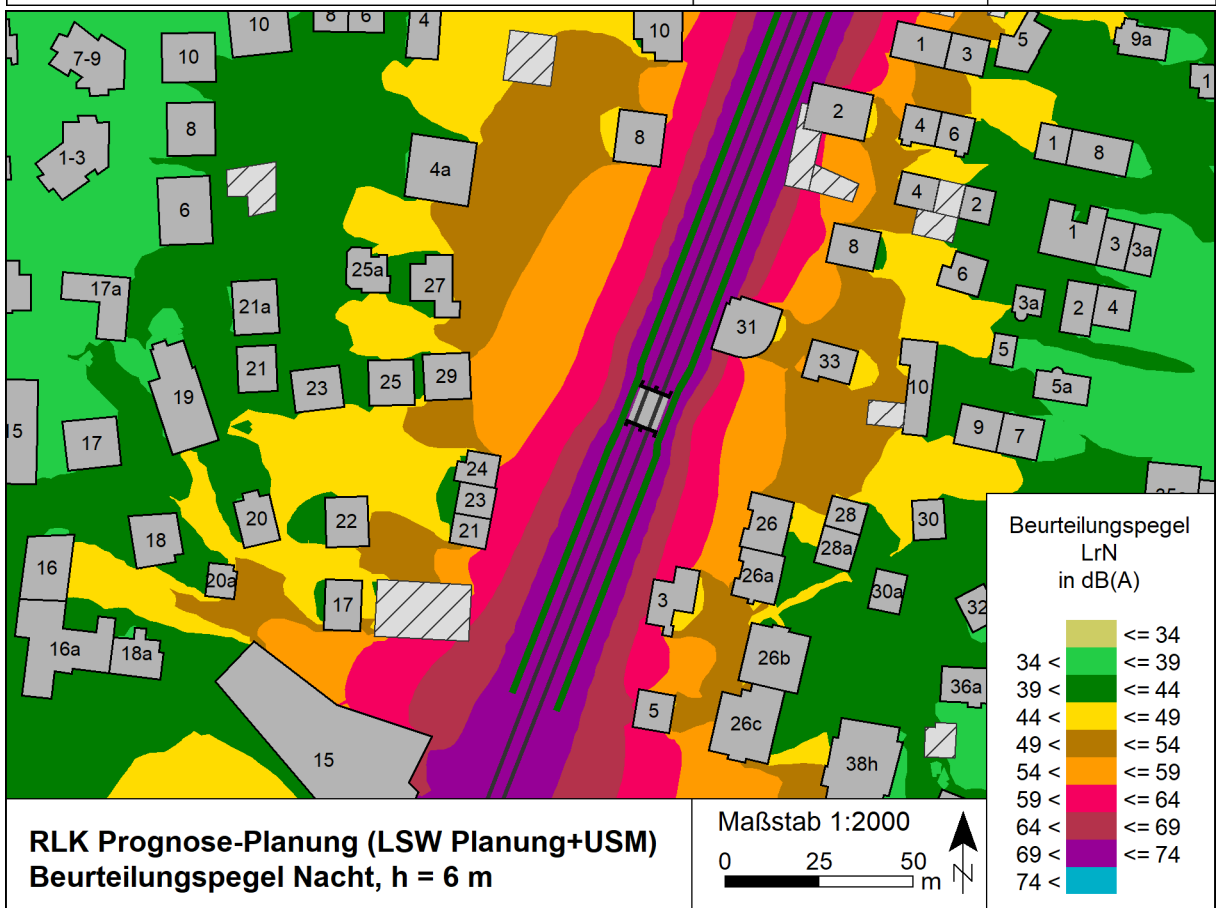 10
8
6
4
10
7-9
10
1
3
5
9a
1
8
8
2
4
6
1
8
1-3
4a
6
4
2
25a
27
8
6
1
3
3a
17a
21a
31
3a
2
4
21
23
25
29
33
10
5
5a
19
15
17
9
7
24
23
21
20
22
18
26
28
28a
30
16
20a
17
26a
3
30a
32
16a
18a
26b
36a
5
26c
15
38h
Beurteilungspegel
LrN
in dB(A)
<= 34
34 < <= 39
39 < <= 44
44 < <= 49
49 < <= 54
54 < <= 59
59 < <= 64
64 < <= 69
69 < <= 74
74 <
RLK Prognose-Planung (LSW Planung+USM)
Beurteilungspegel Nacht, h = 6 m
Maßstab 1:2000
0 25 50
m
N